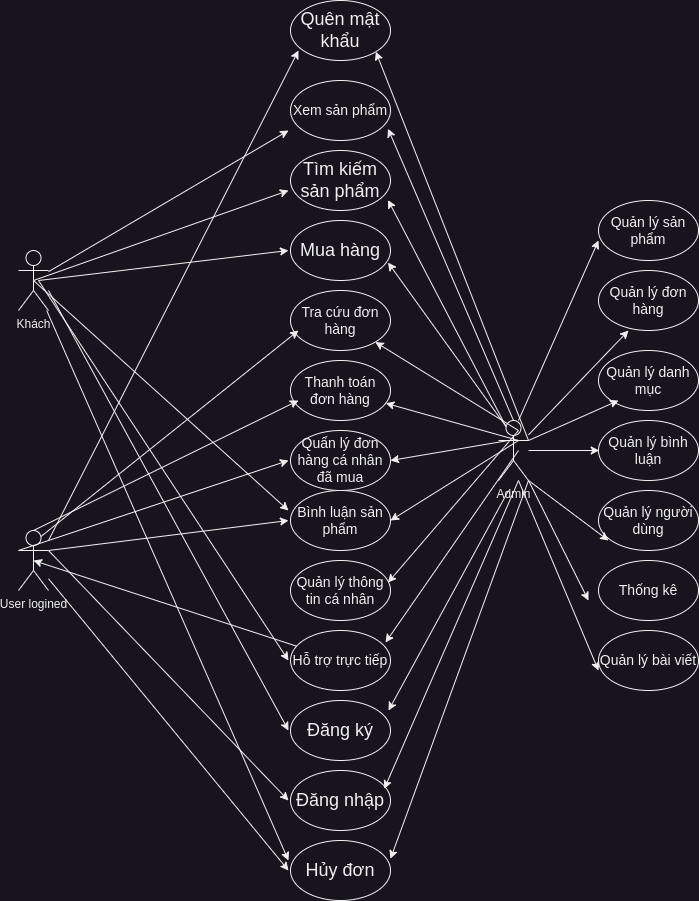 Quên mật
khẩu
Xem sản phẩm
Tìm kiếm
sản phẩm
Mua hàng
Tra cứu đơn
hàng
Thanh toán
đơn hàng
Quấn lý đơn
hàng cá nhân
đã mua
Bình luận sản
phẩm
Quản lý thông
tin cá nhân
Hỗ trợ trực tiếp
Đăng ký
Đăng nhập
Hủy đơn
Khách
User logined
Admin
Quản lý sản
phẩm
Quản lý đơn
hàng
Quản lý danh
mục
Quản lý bình
luận
Quản lý người
dùng
Thống kê
Quản lý bài viết